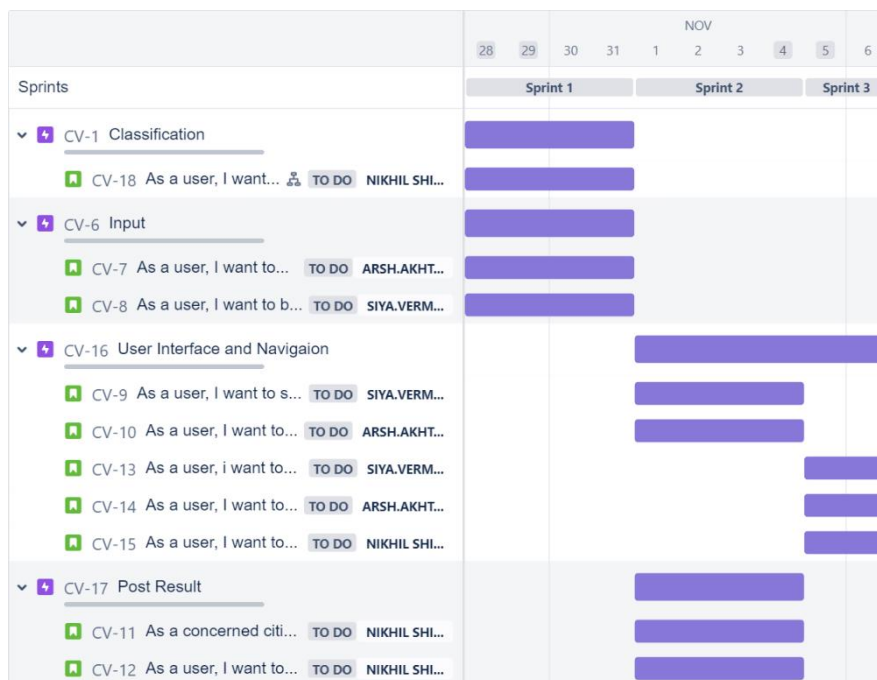 NOV
28 29 30 31 1 2 3 4 5 6
Sprints Sprint 1 Sprint 2 Sprint 3
CV-1 Classification
CV-18 As a user, I want... TO DO NIKHIL SHI...
CV-6 Input
CV-7 As a user, I want to... TO DO ARSH.AKHT...
CV-8 As a user, I want to b... TO DO SIYA.VERM...
CV-16 User Interface and Navigaion
CV-9 As a user, I want to s... TO DO SIYA.VERM...
CV-10 As a user, I want to... TO DO ARSH.AKHT...
CV-13 As a user, i want to... TO DO SIYA.VERM...
CV-14 As a user, I want to... TO DO ARSH.AKHT...
CV-15 As a user, I want to... TO DO NIKHIL SHI...
CV-17 Post Result
CV-11 As a concerned citi... TO DO NIKHIL SHI...
CV-12 As a user, I want to... TO DO NIKHIL SHI...